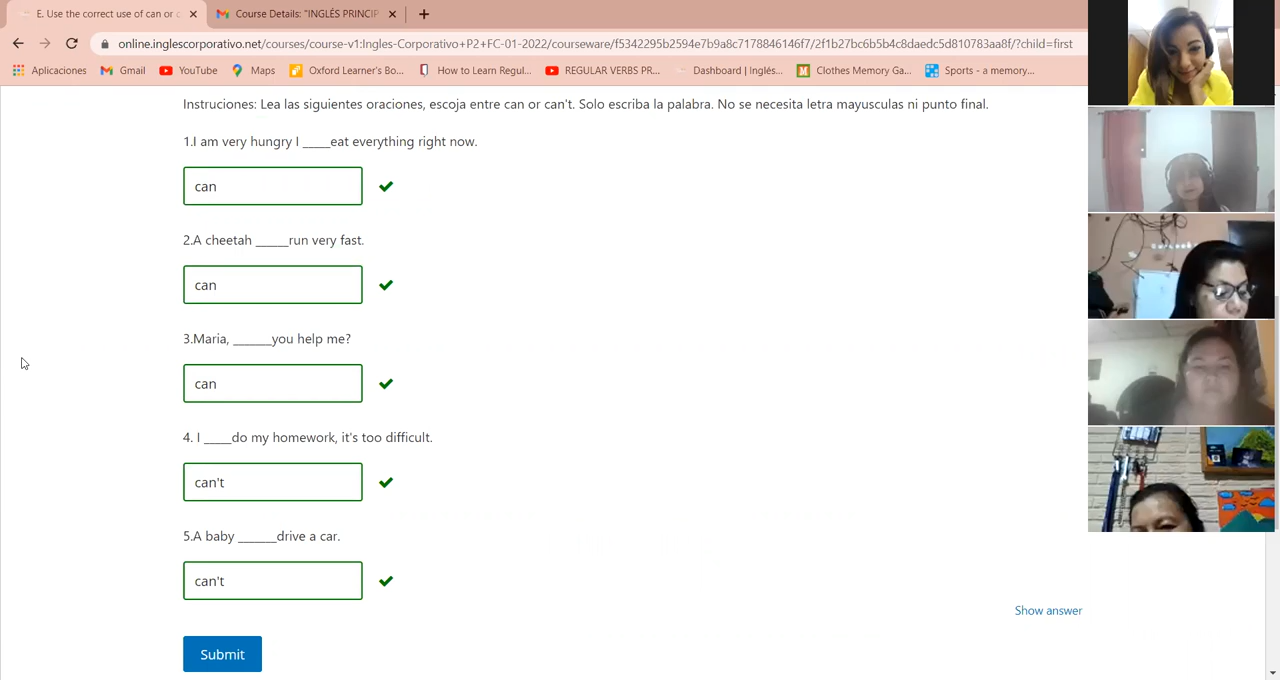 E. Use the correct use of can or c
Course Details: "INGLÉS PRINCIP
online.inglescorporativo.net/courses/course-v1:Ingles-Corporativo+P2+FC-01-2022/courseware/f5342295b2594e7b9a8c7178846146f7/2f1b27bc6b5b4c8daedc5d810783aa8f/?child=first
Aplicaciones Gmail YouTube Maps Oxford Learner's Bo... How to Learn Regul... REGULAR VERBS PR... Dashboard | Inglés... Clothes Memory Ga... Sports - a memory...
Instruciones: Lea las siguientes oraciones, escoja entre can or can't. Solo escriba la palabra. No se necesita letra mayusculas ni punto final.
1.I am very hungry I _____eat everything right now.
can
2.A cheetah ______run very fast.
can
3.Maria, _______you help me?
can
4. I _____do my homework, it's too difficult.
can't
5.A baby _______drive a car.
can't
Show answer
Submit